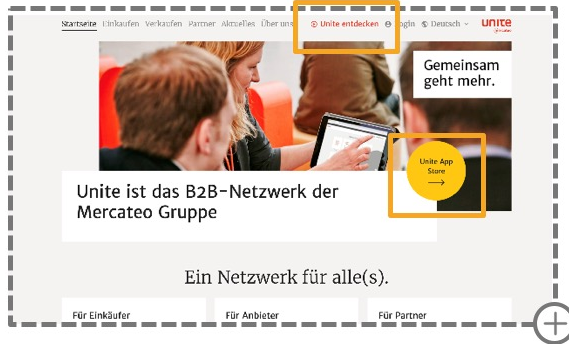 Startseite Einkaufen Verkaufen Partner Aktuelles Über uns Unite entdecken Login Deutsch unite
Gemeinsam
geht mehr.
Unite App
Store
Unite ist das B2B-Netzwerk der
Mercateo Gruppe
Ein Netzwerk für alle(s).
Für Einkäufer Für Anbieter Für Partner